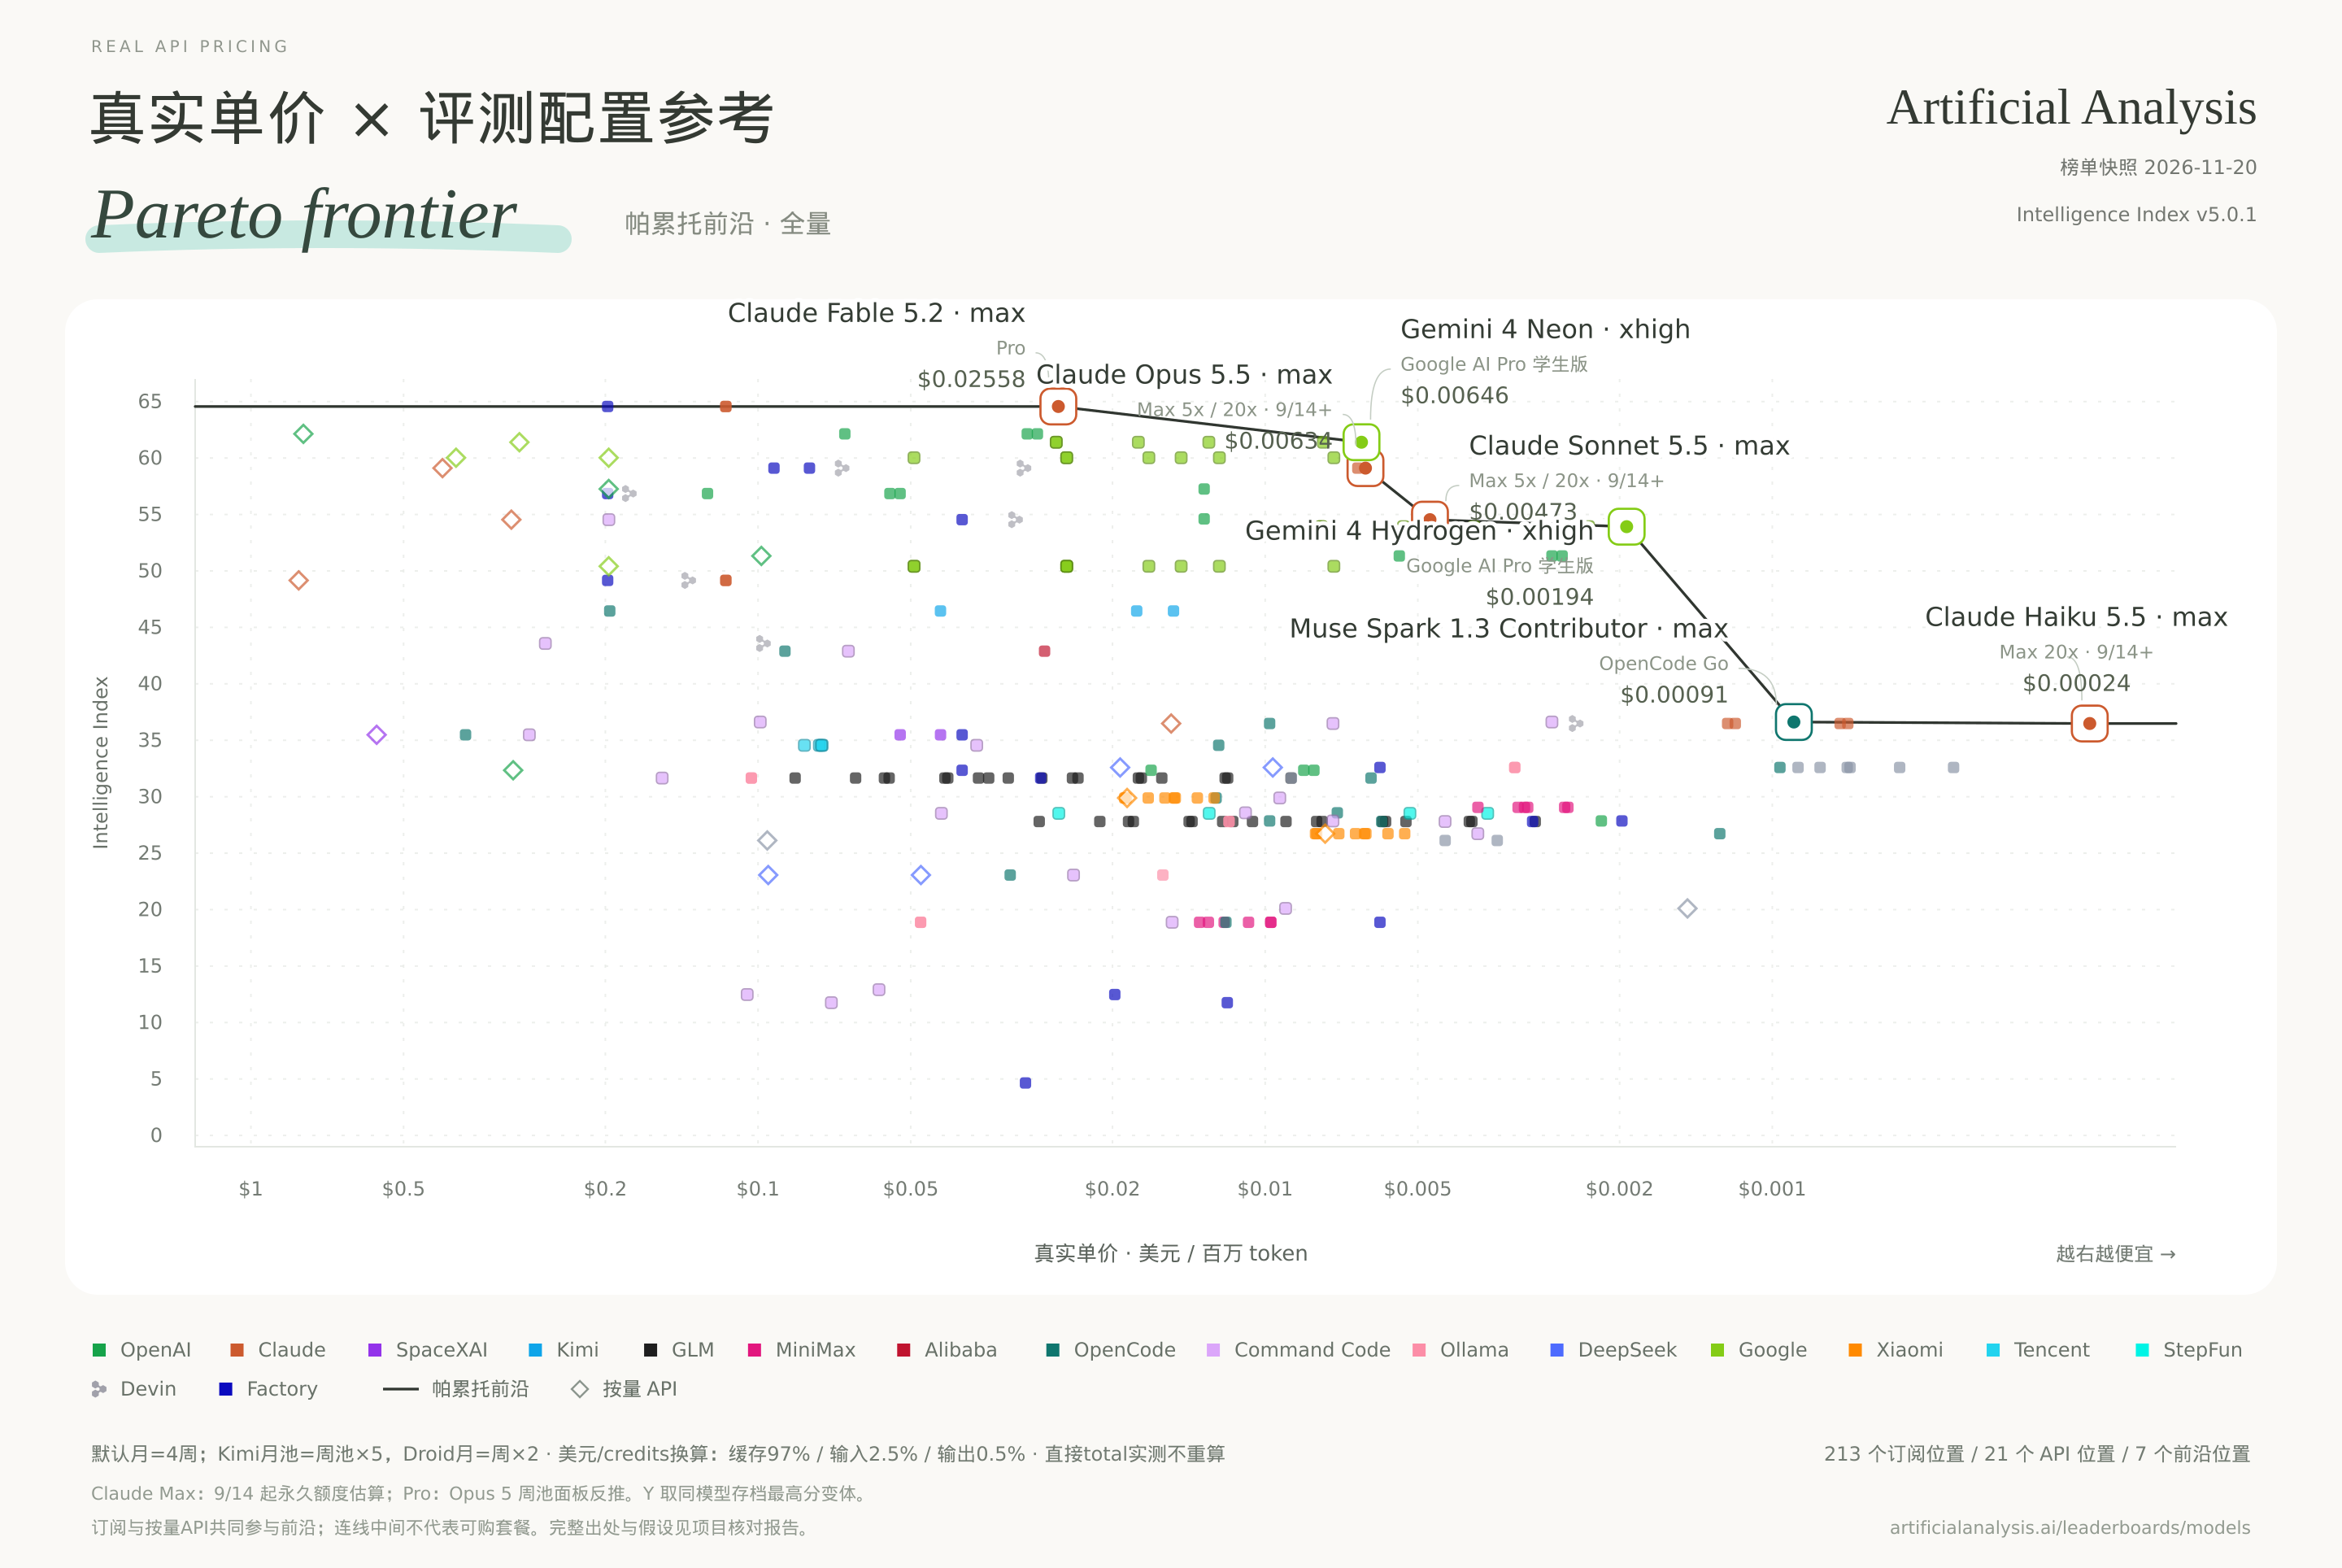 REAL API PRICING
真实单价 × 评测配置参考
Pareto frontier
帕累托前沿 · 全量
Artificial Analysis
榜单快照 2026-11-20
Intelligence Index v5.0.1
Claude Fable 5.2 · max
Pro
$0.02558
Claude Opus 5.5 · max
Max 5x / 20x · 9/14+
$0.00634
Gemini 4 Neon · xhigh
Google AI Pro 学生版
$0.00646
Claude Sonnet 5.5 · max
Max 5x / 20x · 9/14+
$0.00473
Gemini 4 Hydrogen · xhigh
Google AI Pro 学生版
$0.00194
Muse Spark 1.3 Contributor · max
OpenCode Go
$0.00091
Claude Haiku 5.5 · max
Max 20x · 9/14+
$0.00024
Intelligence Index
65
60
55
50
45
40
35
30
25
20
15
10
5
0
$1 $0.5 $0.2 $0.1 $0.05 $0.02 $0.01 $0.005 $0.002 $0.001
真实单价 · 美元 / 百万 token
越右越便宜 →
OpenAI Claude SpaceXAI Kimi GLM MiniMax Alibaba OpenCode Command Code Ollama DeepSeek Google Xiaomi Tencent StepFun
Devin Factory 帕累托前沿 按量 API
默认月=4周；Kimi月池=周池×5，Droid月=周×2 · 美元/credits换算：缓存97% / 输入2.5% / 输出0.5% · 直接total实测不重算
213 个订阅位置 / 21 个 API 位置 / 7 个前沿位置
Claude Max：9/14 起永久额度估算；Pro：Opus 5 周池面板反推。Y 取同模型存档最高分变体。
订阅与按量API共同参与前沿；连线中间不代表可购套餐。完整出处与假设见项目核对报告。
artificialanalysis.ai/leaderboards/models